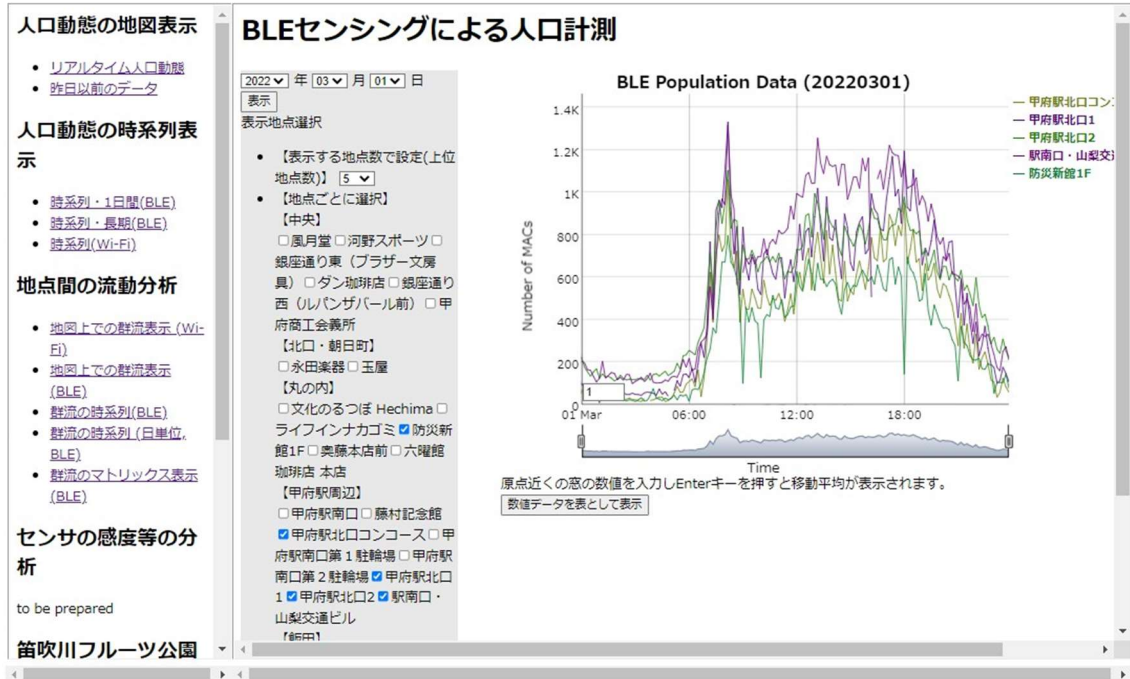 人口動態の地図表示
リアルタイム人口動態
昨日以前のデータ
人口動態の時系列表
示
時系列・1日間(BLE)
時系列・長期(BLE)
時系列(Wi-Fi)
地点間の流動分析
地図上での群流表示 (Wi-
Fi)
地図上での群流表示
(BLE)
群流の時系列(BLE)
群流の時系列 (日単位,
BLE)
群流のマトリックス表示
(BLE)
センサの感度等の分
析
to be prepared
笛吹川フルーツ公園
BLEセンシングによる人口計測
2022 年 03 月 01 日
表示
表示地点選択
【表示する地点数で設定(上位
地点数)】 5
【地点ごとに選択】
【中央】
風月堂 河野スポーツ
銀座通り東（ブラザー文房
具） ダン珈琲店 銀座通り
西（ルパンザバール前） 甲
府商工会議所
【北口・朝日町】
永田楽器 玉屋
【丸の内】
文化のるつぼ Hechima
ライフインナカゴミ 防災新
館1F 奥藤本店前 六曜館
珈琲店 本店
【甲府駅周辺】
甲府駅南口 藤村記念館
甲府駅北口コンコース 甲
府駅南口第１駐輪場 甲府駅
南口第２駐輪場 甲府駅北口
1 甲府駅北口2 駅南口・
山梨交通ビル
【飯田】
BLE Population Data (20220301)
甲府駅北口コン
甲府駅北口1
甲府駅北口2
駅南口・山梨交
防災新館1F
Number of MACs
1.4K
1.2K
1K
800
600
400
200
0
1
01 Mar
06:00
12:00
18:00
Time
原点近くの窓の数値を入力しEnterキーを押すと移動平均が表示されます。
数値データを表として表示